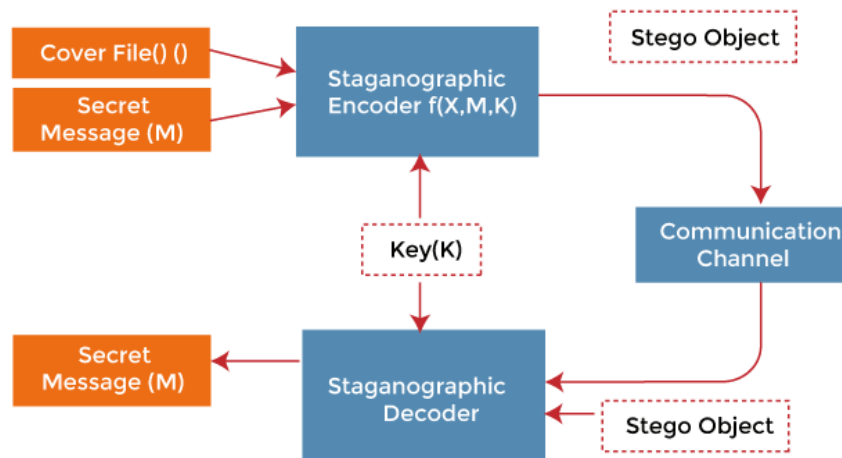 Cover File() ()
Stego Object
Staganographic
Encoder f(X,M,K)
Secret
Message (M)
Key(K)
Communication
Channel
Secret
Message (M)
Staganographic
Decoder
Stego Object